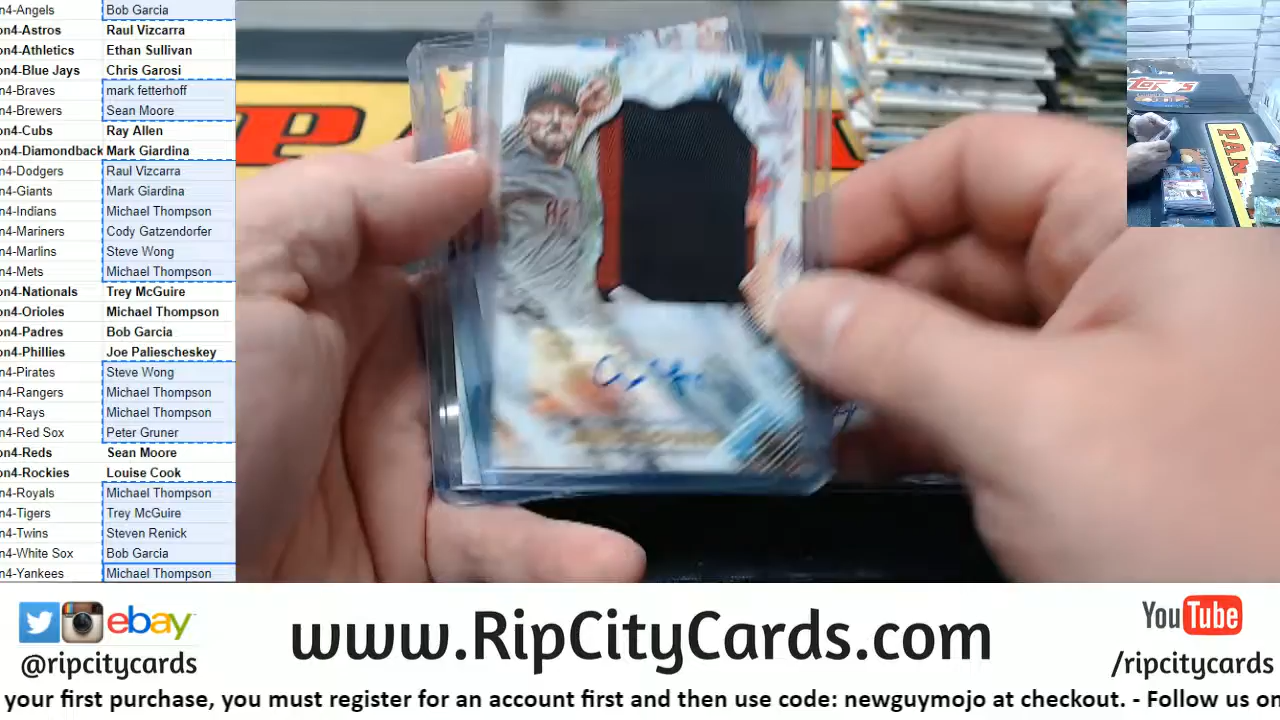 n4-Angels Bob Garcia
on4-Astros Raul Vizcarra
on4-Athletics Ethan Sullivan
on4-Blue Jays Chris Garosi
on4-Braves mark fetterhoff
n4-Brewers Sean Moore
on4-Cubs Ray Allen
on4-Diamondback Mark Giardina
on4-Dodgers Raul Vizcarra
n4-Giants Mark Giardina
n4-Indians Michael Thompson
n4-Mariners Cody Gatzendorfer
n4-Marlins Steve Wong
n4-Mets Michael Thompson
on4-Nationals Trey McGuire
on4-Orioles Michael Thompson
on4-Padres Bob Garcia
on4-Phillies Joe Paliescheskey
n4-Pirates Steve Wong
n4-Rangers Michael Thompson
n4-Rays Michael Thompson
n4-Red Sox Peter Gruner
on4-Reds Sean Moore
on4-Rockies Louise Cook
n4-Royals Michael Thompson
n4-Tigers Trey McGuire
n4-Twins Steven Renick
n4-White Sox Bob Garcia
n4-Yankees Michael Thompson
Topps
PANI
ebay
@ripcitycards
www.RipCityCards.com
YouTube
/ripcitycards
your first purchase, you must register for an account first and then use code: newguymojo at checkout. - Follow us on